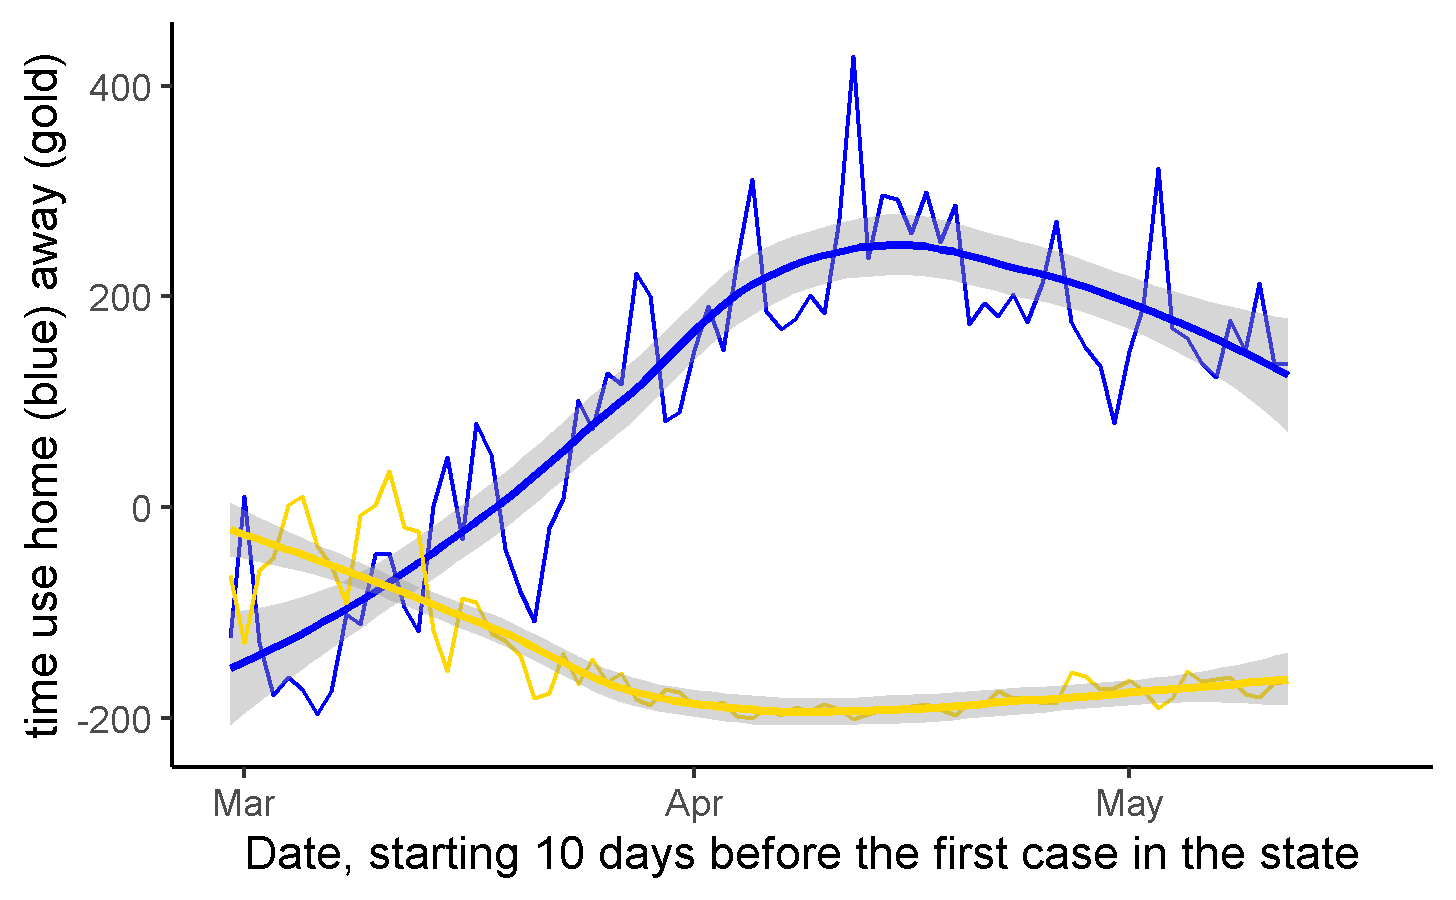 time use home (blue) away (gold)
400
200
0
-200
Mar
Apr
May
Date, starting 10 days before the first case in the state